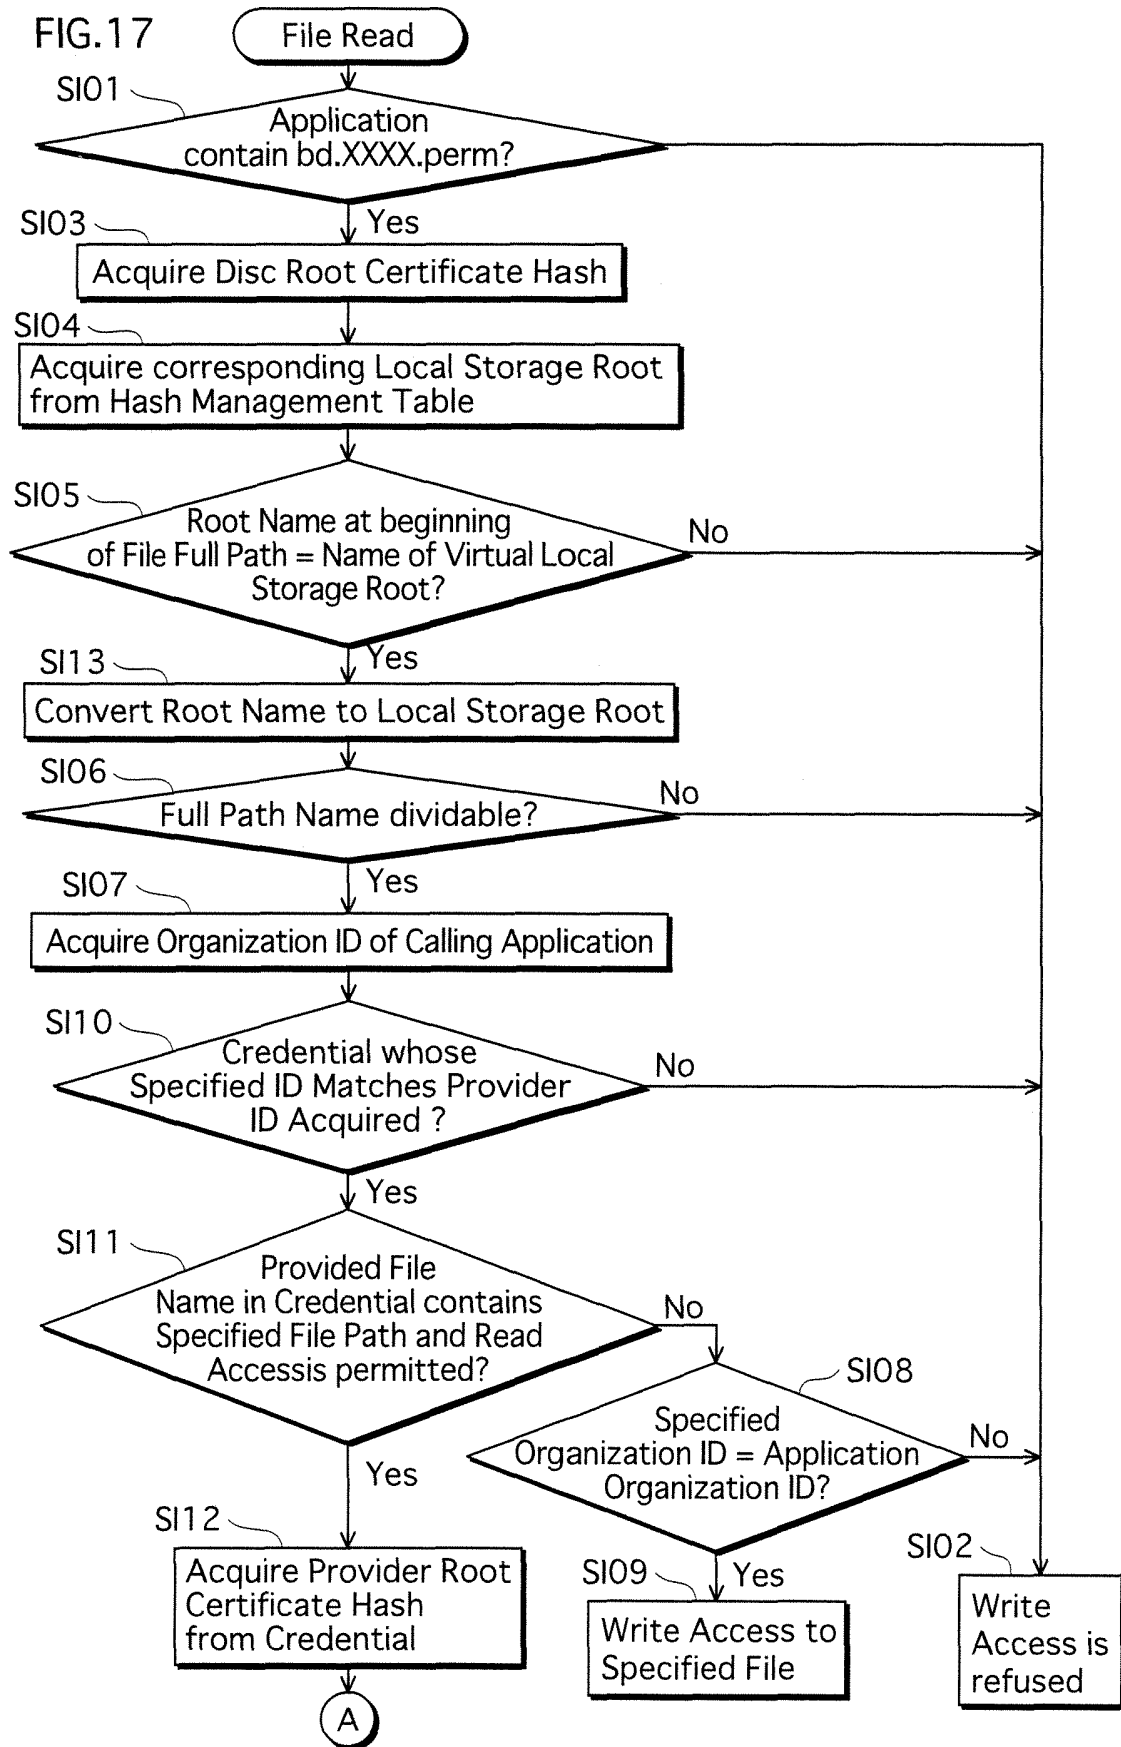 FIG.17
File Read
SI01
Application
contain bd.XXXX.perm?
Yes
SI03
Acquire Disc Root Certificate Hash
SI04
Acquire corresponding Local Storage Root
from Hash Management Table
SI05
Root Name at beginning
of File Full Path = Name of Virtual Local
Storage Root?
No
Yes
SI13
Convert Root Name to Local Storage Root
SI06
Full Path Name dividable?
No
Yes
SI07
Acquire Organization ID of Calling Application
SI10
Credential whose
Specified ID Matches Provider
ID Acquired ?
No
Yes
SI11
Provided File
Name in Credential contains
Specified File Path and Read
Accessis permitted?
No
Yes
SI08
Specified
Organization ID = Application
Organization ID?
No
Yes
SI12
Acquire Provider Root
Certificate Hash
from Credential
SI09
Write Access to
Specified File
SI02
Write
Access is
refused
A